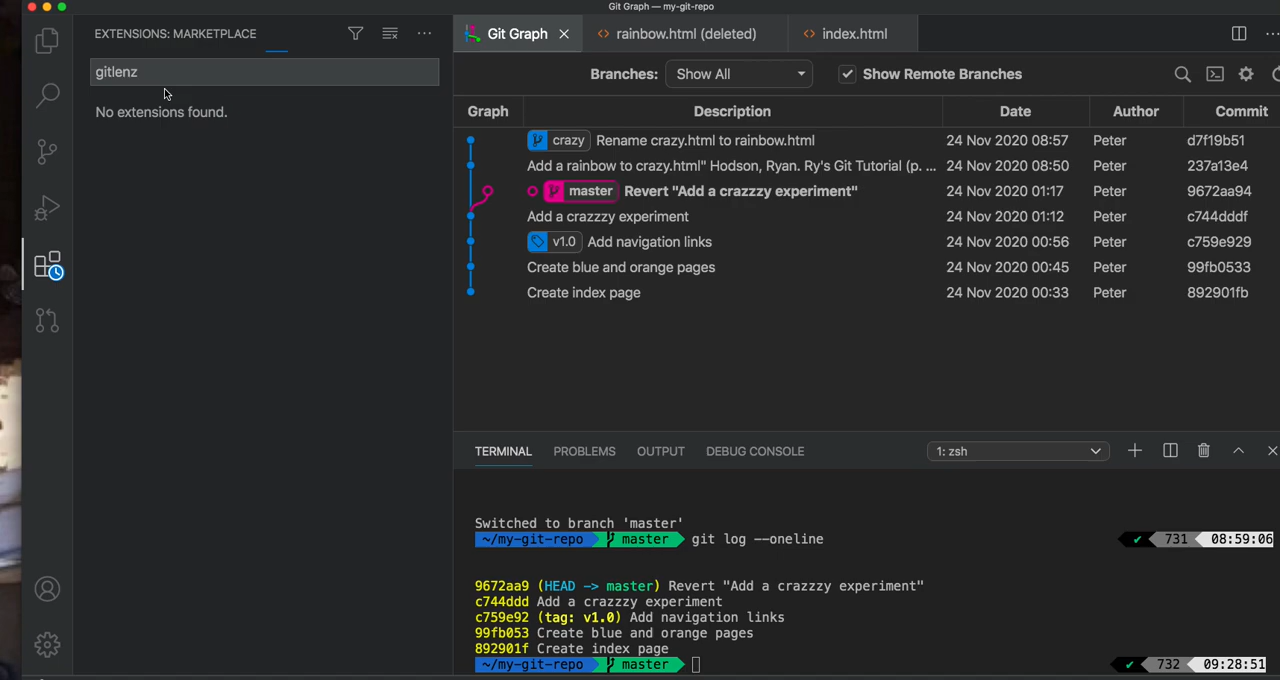 Git Graph — my-git-repo
EXTENSIONS: MARKETPLACE
gitlenz
No extensions found.
Git Graph
rainbow.html (deleted)
index.html
Branches: Show All Show Remote Branches
Graph Description Date Author Commit
crazy Rename crazy.html to rainbow.html 24 Nov 2020 08:57 Peter d7f19b51
Add a rainbow to crazy.html" Hodson, Ryan. Ry's Git Tutorial (p. ... 24 Nov 2020 08:50 Peter 237a13e4
master Revert "Add a crazzzy experiment" 24 Nov 2020 01:17 Peter 9672aa94
Add a crazzzy experiment 24 Nov 2020 01:12 Peter c744dddf
v1.0 Add navigation links 24 Nov 2020 00:56 Peter c759e929
Create blue and orange pages 24 Nov 2020 00:45 Peter 99fb0533
Create index page 24 Nov 2020 00:33 Peter 892901fb
TERMINAL PROBLEMS OUTPUT DEBUG CONSOLE 1: zsh
Switched to branch 'master'
~/my-git-repo master git log --oneline 731 08:59:06
9672aa9 (HEAD -> master) Revert "Add a crazzzy experiment"
c744ddd Add a crazzzy experiment
c759e92 (tag: v1.0) Add navigation links
99fb053 Create blue and orange pages
892901f Create index page
~/my-git-repo master 732 09:28:51